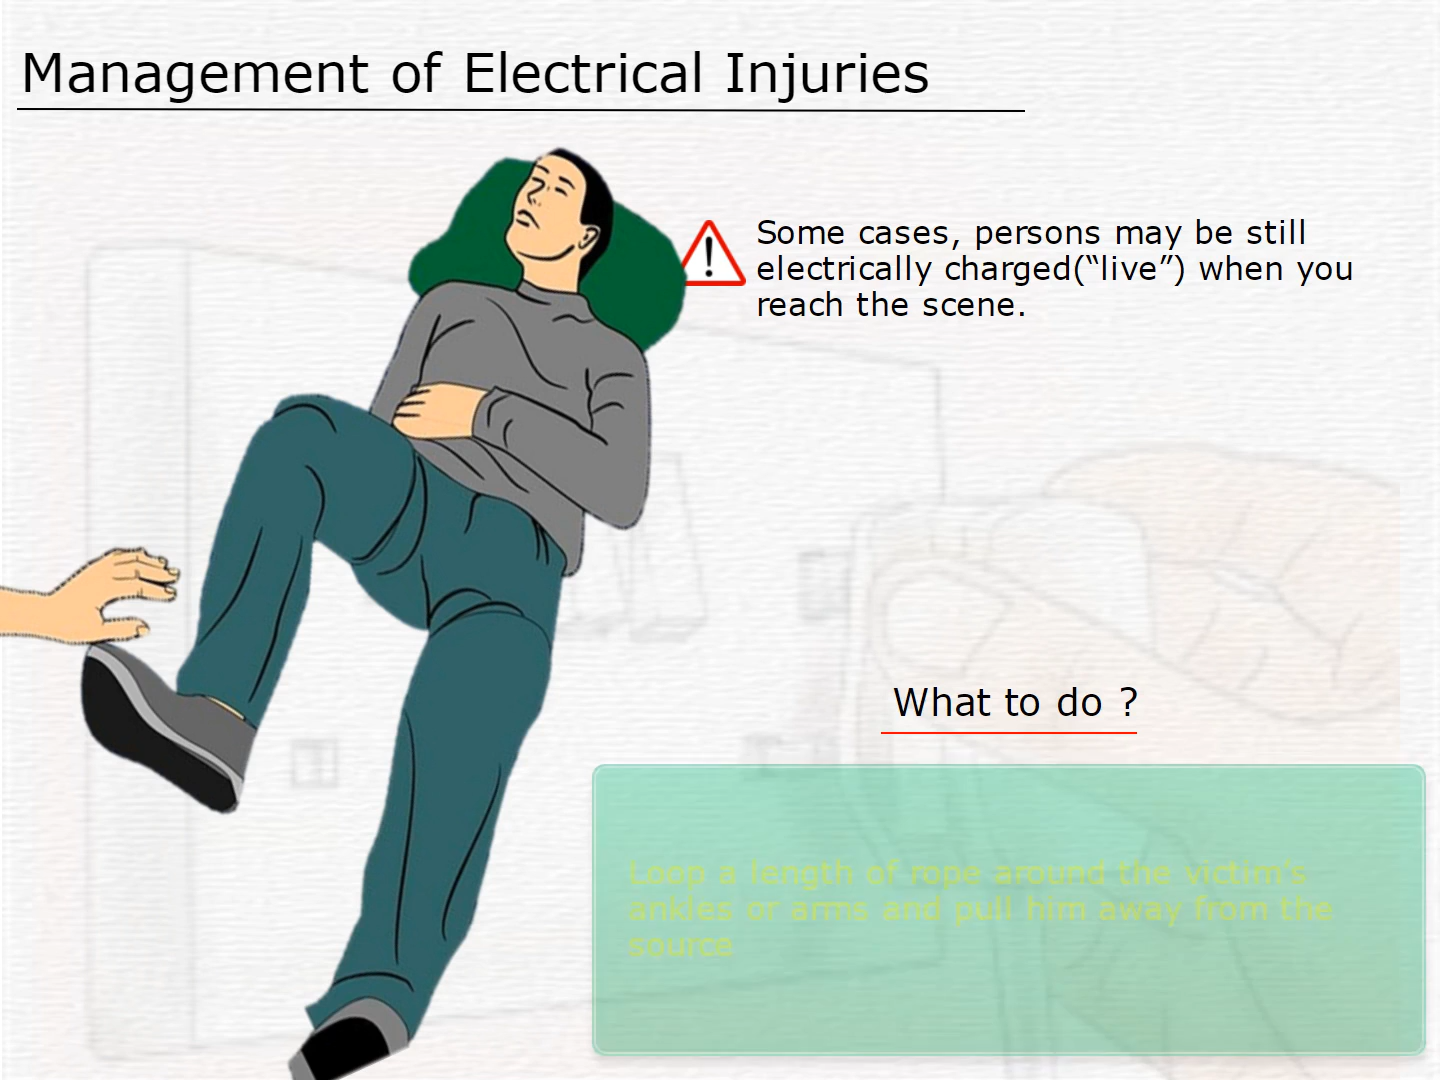 Management of Electrical Injuries
Some cases, persons may be still
electrically charged(“live”) when you
reach the scene.
What to do ?
Loop a length of rope around the victim's
ankles or arms and pull him away from the
source